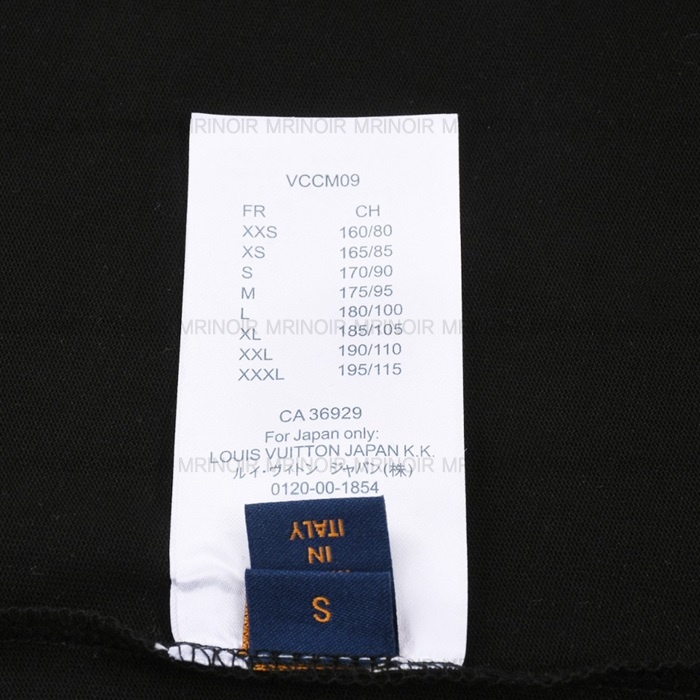 MRINOIR MRINOIR MRINOIR MRINOIR
VCCM09
FR CH
XXS 160/80
XS 165/85
S 170/90
M 175/95
L 180/100
MRINOIR MRINOIR MRINOIR MRINOIR
XL 185/105
XXL 190/110
XXXL 195/115
CA 36929
For Japan only:
LOUIS VUITTON JAPAN K.K.
MRINOIR MRINOIR MRINOIR MRINOIR
ルイ・ヴィトン ジャパン(株)
0120-00-1854
ITALY
IN
S